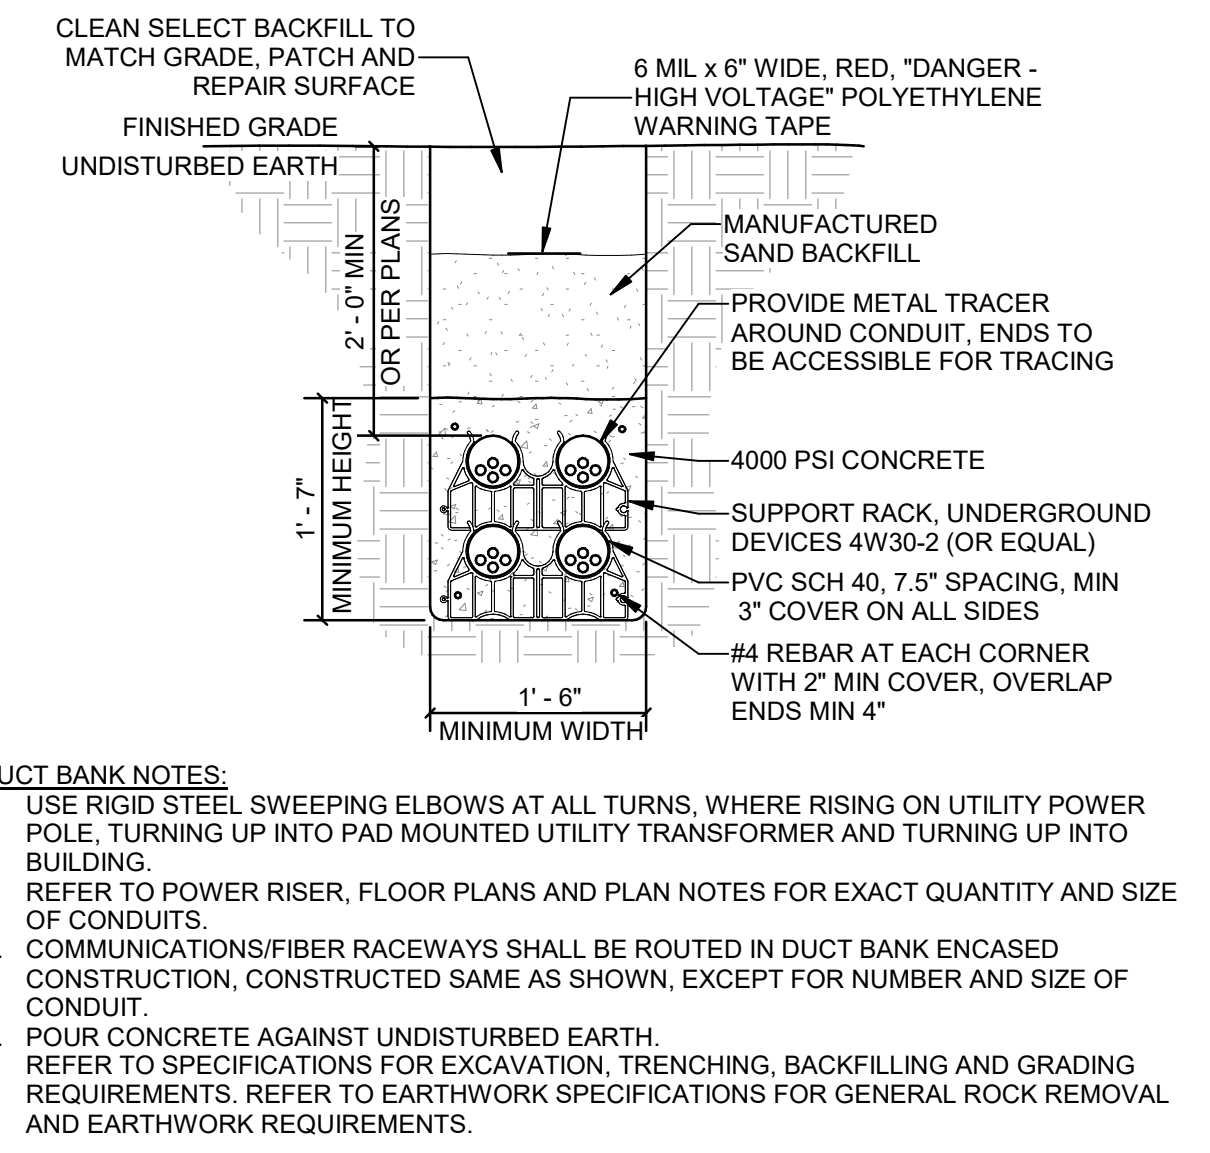 CLEAN SELECT BACKFILL TO
MATCH GRADE, PATCH AND
REPAIR SURFACE
6 MIL x 6" WIDE, RED, "DANGER -
HIGH VOLTAGE" POLYETHYLENE
WARNING TAPE
FINISHED GRADE
UNDISTURBED EARTH
2' - 0" MIN
OR PER PLANS
MANUFACTURED
SAND BACKFILL
PROVIDE METAL TRACER
AROUND CONDUIT, ENDS TO
BE ACCESSIBLE FOR TRACING
1' - 7"
MINIMUM HEIGHT
4000 PSI CONCRETE
SUPPORT RACK, UNDERGROUND
DEVICES 4W30-2 (OR EQUAL)
PVC SCH 40, 7.5" SPACING, MIN
3" COVER ON ALL SIDES
#4 REBAR AT EACH CORNER
WITH 2" MIN COVER, OVERLAP
ENDS MIN 4"
1' - 6"
MINIMUM WIDTH
UCT BANK NOTES:
USE RIGID STEEL SWEEPING ELBOWS AT ALL TURNS, WHERE RISING ON UTILITY POWER
POLE, TURNING UP INTO PAD MOUNTED UTILITY TRANSFORMER AND TURNING UP INTO
BUILDING.
REFER TO POWER RISER, FLOOR PLANS AND PLAN NOTES FOR EXACT QUANTITY AND SIZE
OF CONDUITS.
. COMMUNICATIONS/FIBER RACEWAYS SHALL BE ROUTED IN DUCT BANK ENCASED
CONSTRUCTION, CONSTRUCTED SAME AS SHOWN, EXCEPT FOR NUMBER AND SIZE OF
CONDUIT.
. POUR CONCRETE AGAINST UNDISTURBED EARTH.
REFER TO SPECIFICATIONS FOR EXCAVATION, TRENCHING, BACKFILLING AND GRADING
REQUIREMENTS. REFER TO EARTHWORK SPECIFICATIONS FOR GENERAL ROCK REMOVAL
AND EARTHWORK REQUIREMENTS.